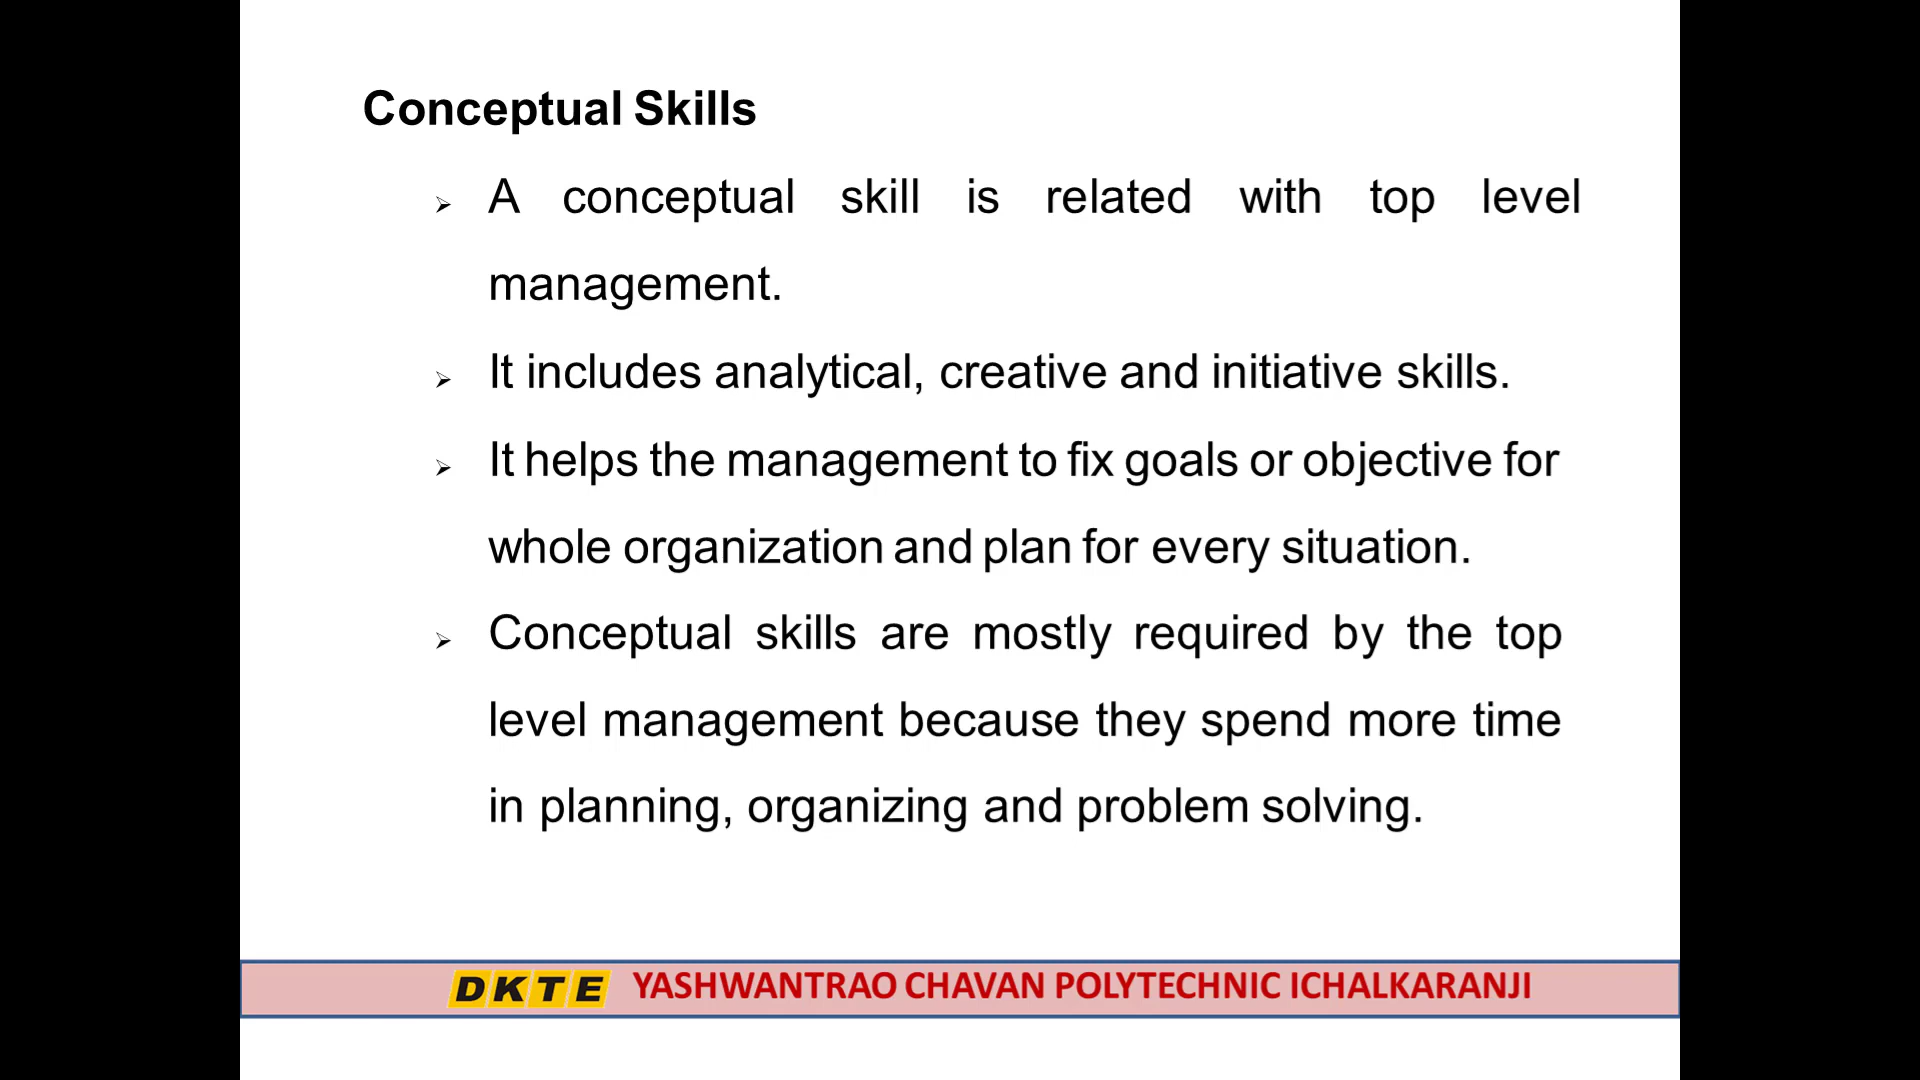 Conceptual Skills
➢ A conceptual skill is related with top level
management.
➢ It includes analytical, creative and initiative skills.
➢ It helps the management to fix goals or objective for
whole organization and plan for every situation.
➢ Conceptual skills are mostly required by the top
level management because they spend more time
in planning, organizing and problem solving.
DKTE YASHWANTRAO CHAVAN POLYTECHNIC ICHALKARANJI